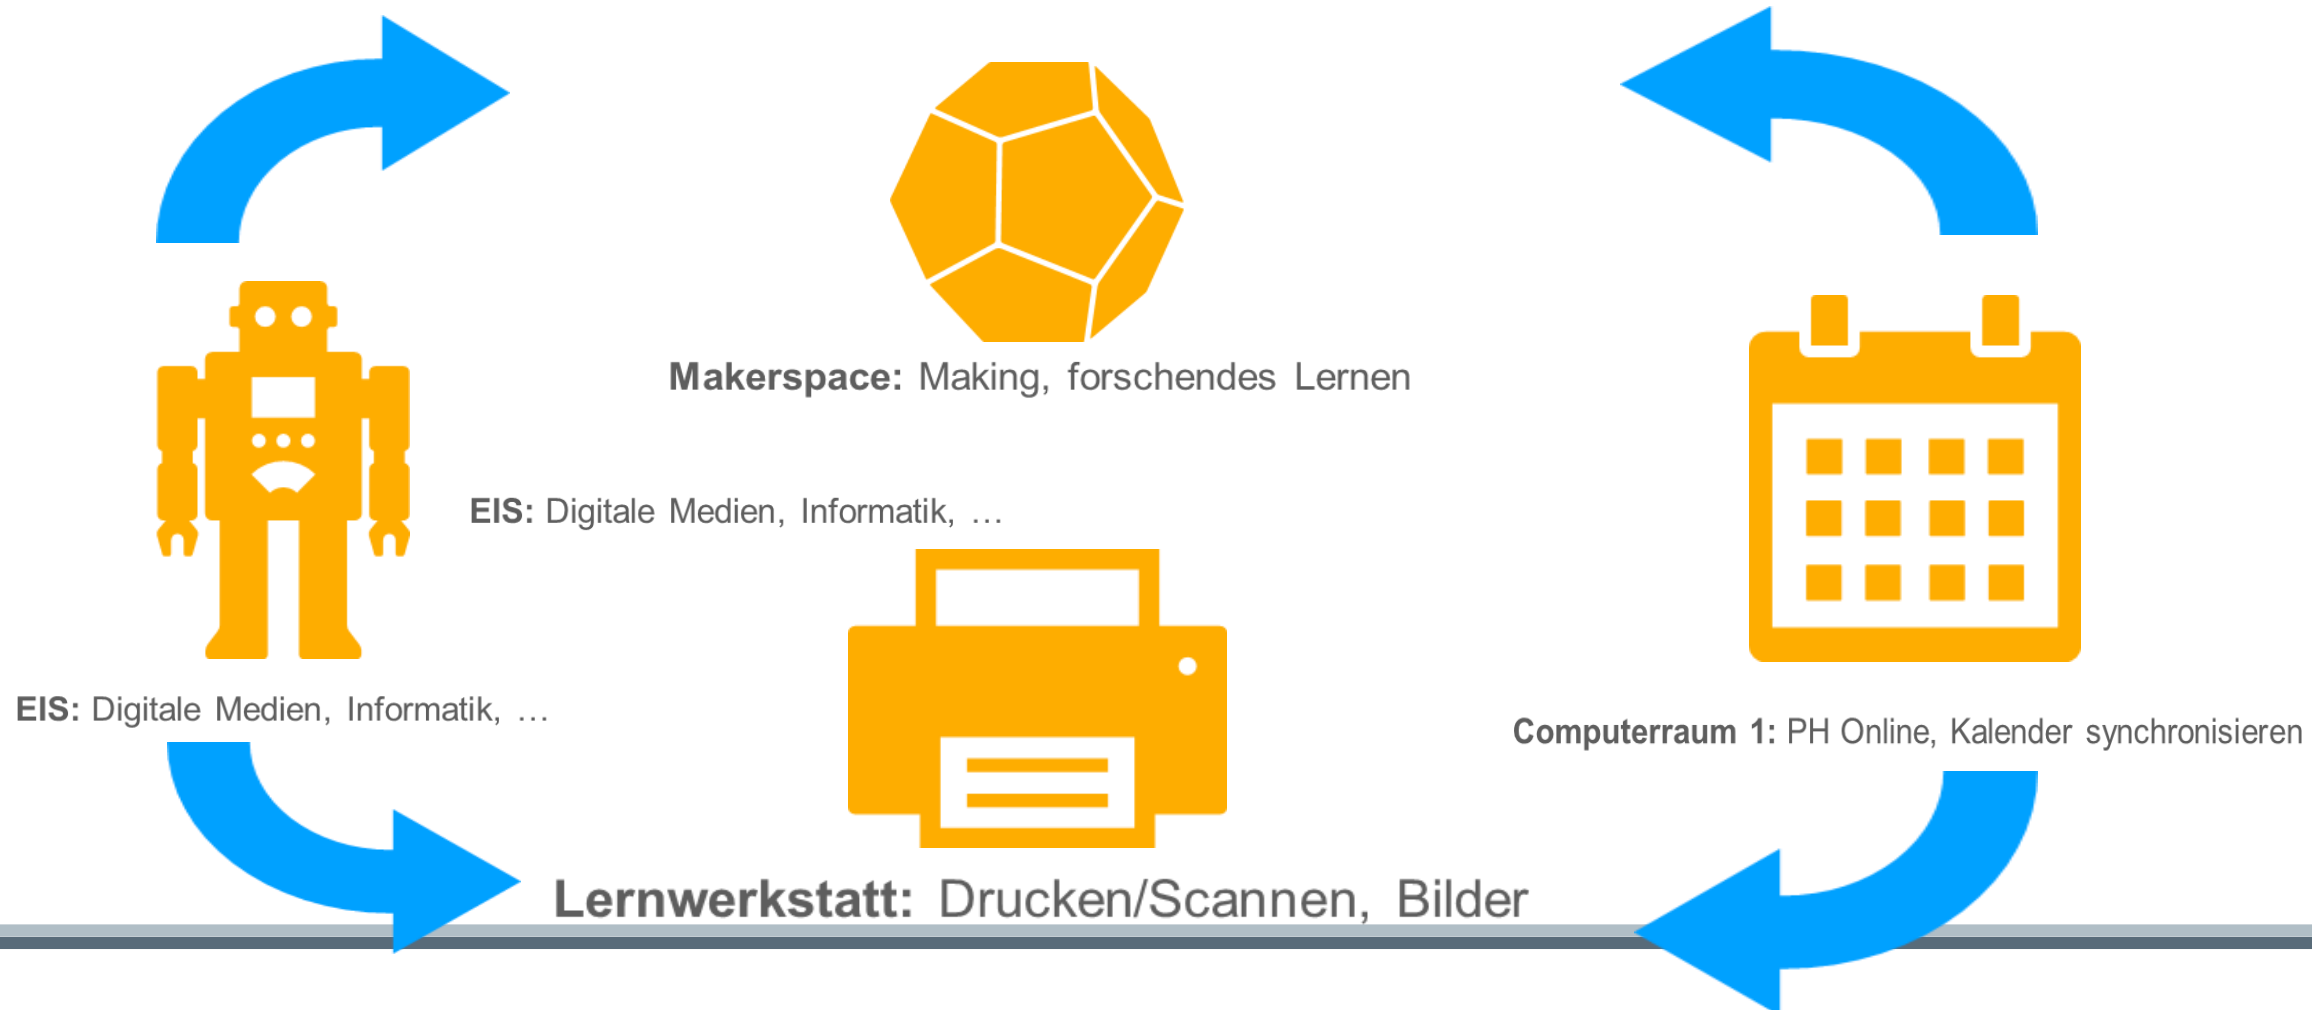 Makerspace: Making, forschendes Lernen
EIS: Digitale Medien, Informatik, …
EIS: Digitale Medien, Informatik, …
Computerraum 1: PH Online, Kalender synchronisieren
Lernwerkstatt: Drucken/Scannen, Bilder